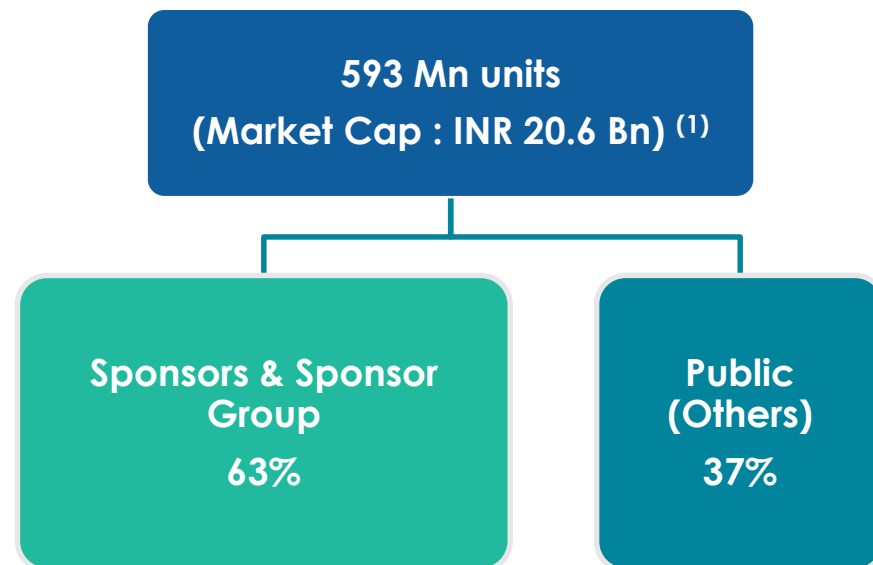 593 Mn units
(Market Cap : INR 20.6 Bn) (1)
Sponsors & Sponsor
Group
63%
Public
(Others)
37%